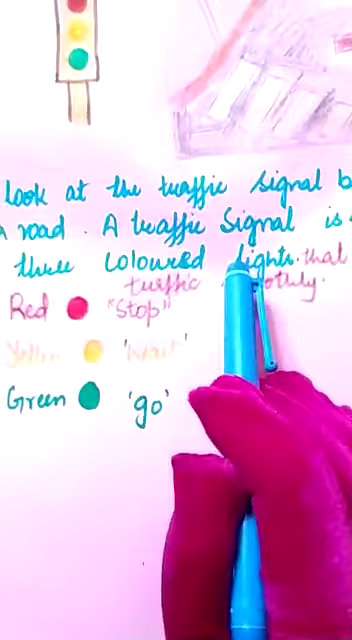 look at the traffic signal b
road. A traffic Signal is
three Coloured lights that
traffic
Red "Stop"
Yellow 'wait'
Green 'go'